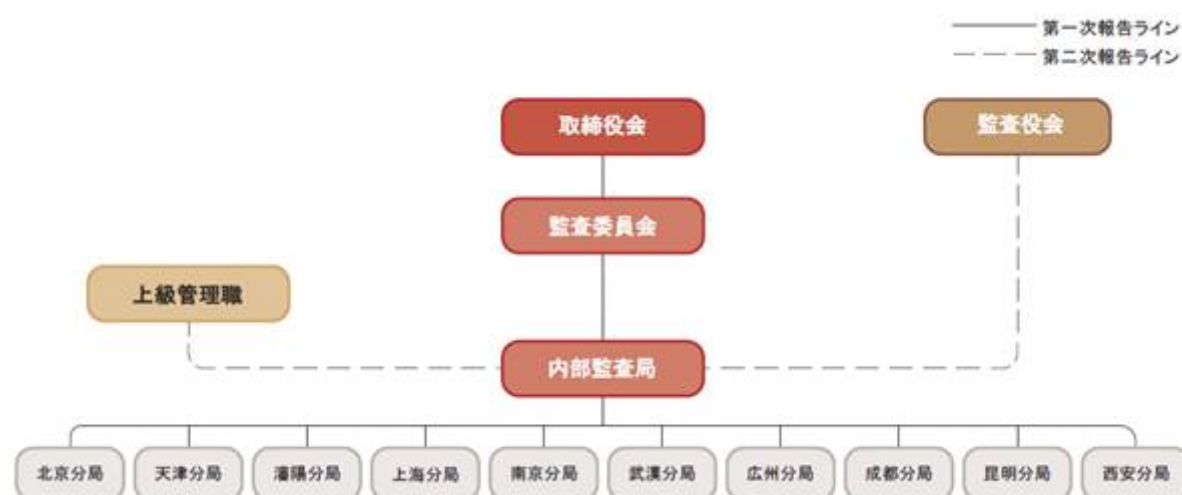 第一次報告ライン
第二次報告ライン
取締役会
監査役会
監査委員会
上級管理職
内部監査局
北京分局
天津分局
瀋陽分局
上海分局
南京分局
武漢分局
広州分局
成都分局
昆明分局
西安分局